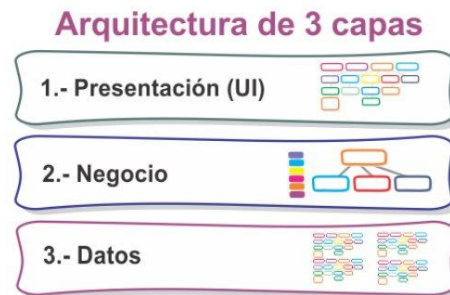 Arquitectura de 3 capas
1.- Presentación (UI)
2.- Negocio
3.- Datos